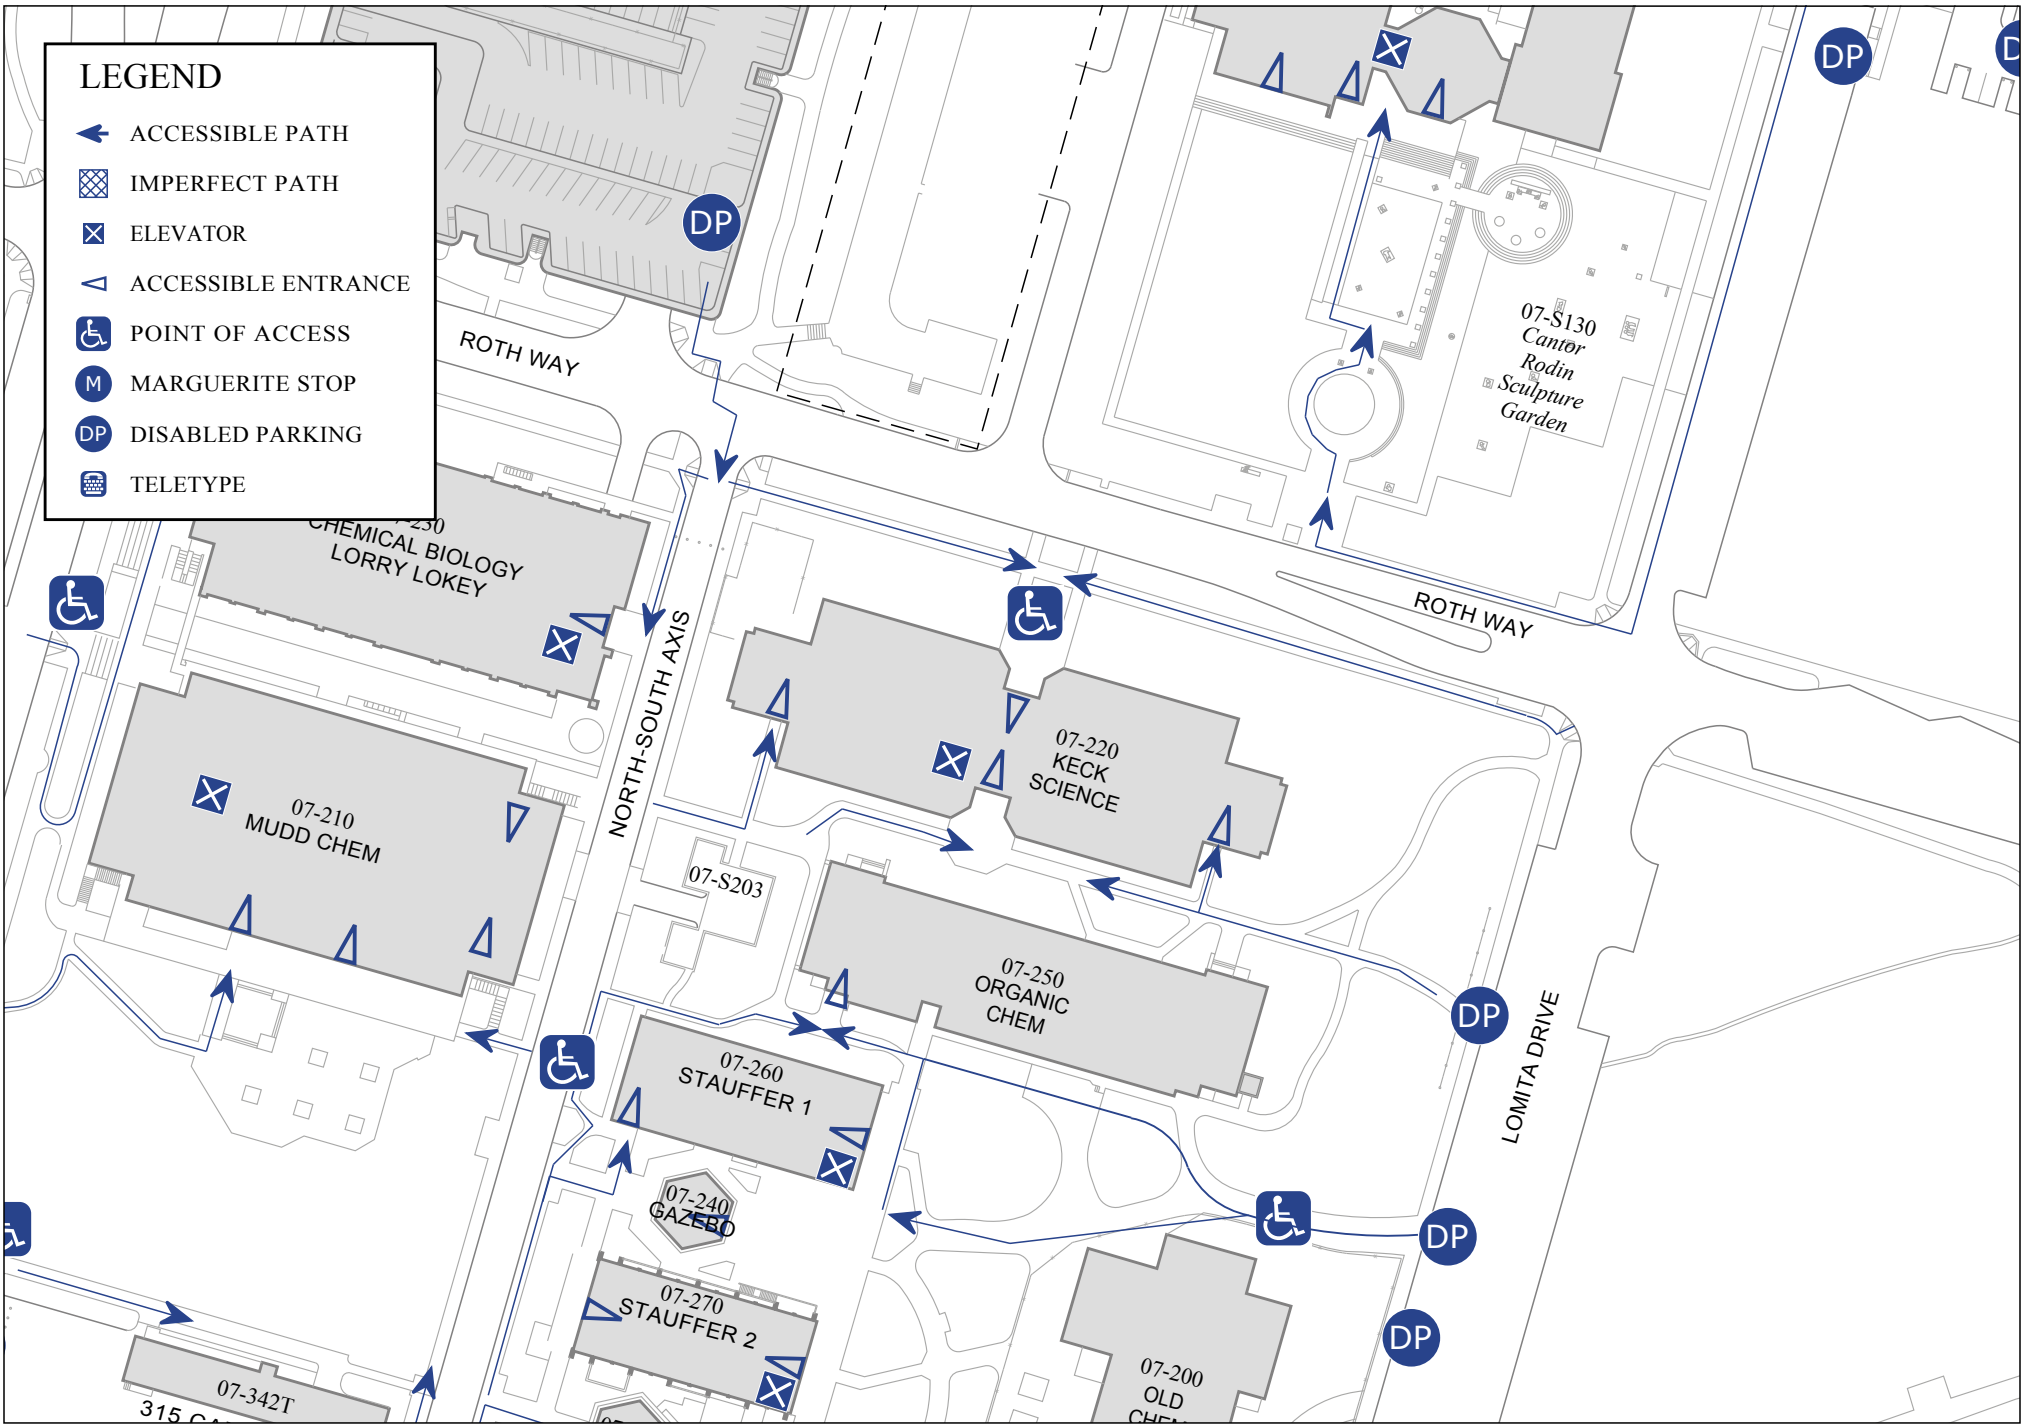 LEGEND
ACCESSIBLE PATH
IMPERFECT PATH
ELEVATOR
ACCESSIBLE ENTRANCE
POINT OF ACCESS
M
MARGUERITE STOP
DP
DISABLED PARKING
TELETYPE
DP
DP
ROTH WAY
07-S130
Cantor
Rodin
Sculpture
Garden
CHEMICAL BIOLOGY
LORRY LOKEY
ROTH WAY
NORTH-SOUTH AXIS
07-220
KECK
SCIENCE
07-210
MUDD CHEM
07-S203
07-250
ORGANIC
CHEM
DP
LOMITA DRIVE
07-260
STAUFFER 1
07-240
GAZEBO
DP
07-270
STAUFFER 2
DP
07-200
OLD
CHEM
07-342T
315